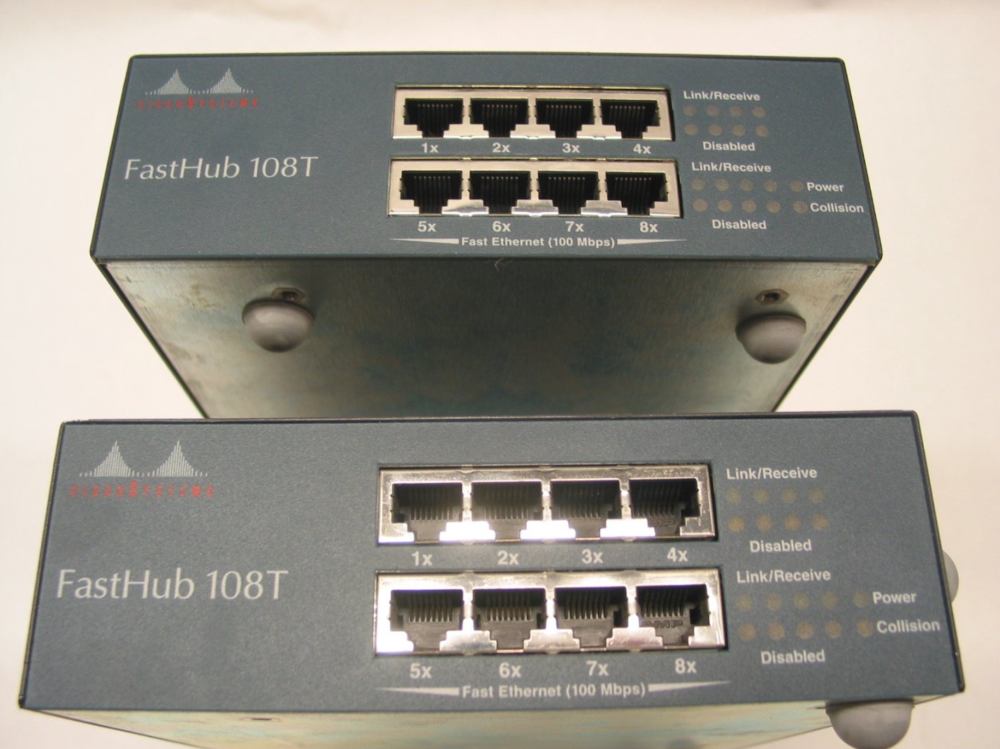 CISCO SYSTEMS
FastHub 108T
1x 2x 3x 4x
5x 6x 7x 8x
Fast Ethernet (100 Mbps)
Link/Receive
Disabled
Link/Receive
Power
Collision
Disabled
CISCO SYSTEMS
FastHub 108T
1x 2x 3x 4x
5x 6x 7x 8x
Fast Ethernet (100 Mbps)
Link/Receive
Disabled
Link/Receive
Power
Collision
Disabled
AMP